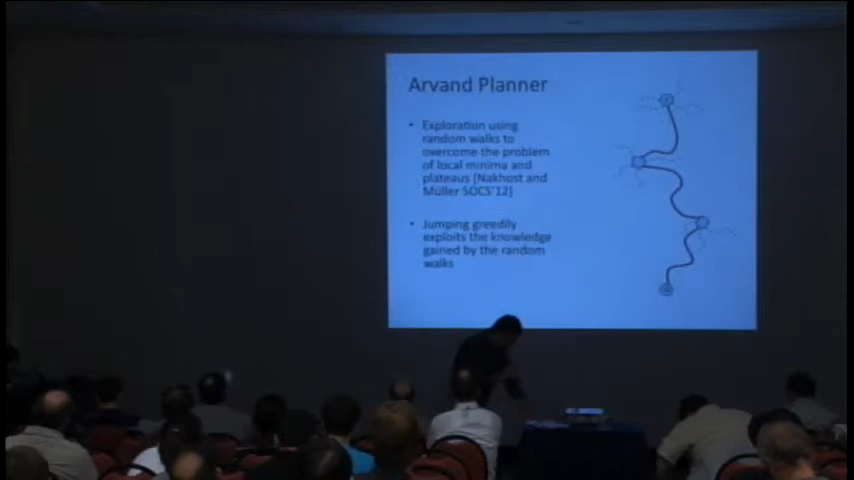 Arvand Planner
• Exploration using
random walks to
overcome the problem
of local minima and
plateaus [Nakhost and
Müller SOCS'12]
• Jumping greedily
exploits the knowledge
gained by the random
walks